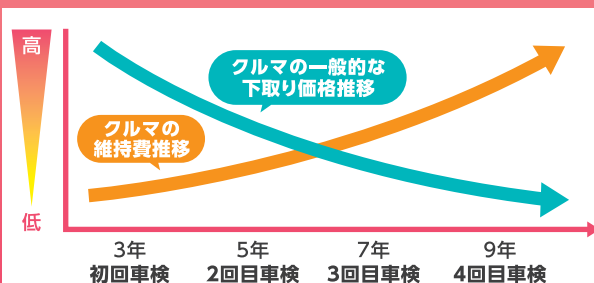 高
クルマの一般的な
下取り価格推移
クルマの
維持費推移
低
3年
初回車検
5年
2回目車検
7年
3回目車検
9年
4回目車検